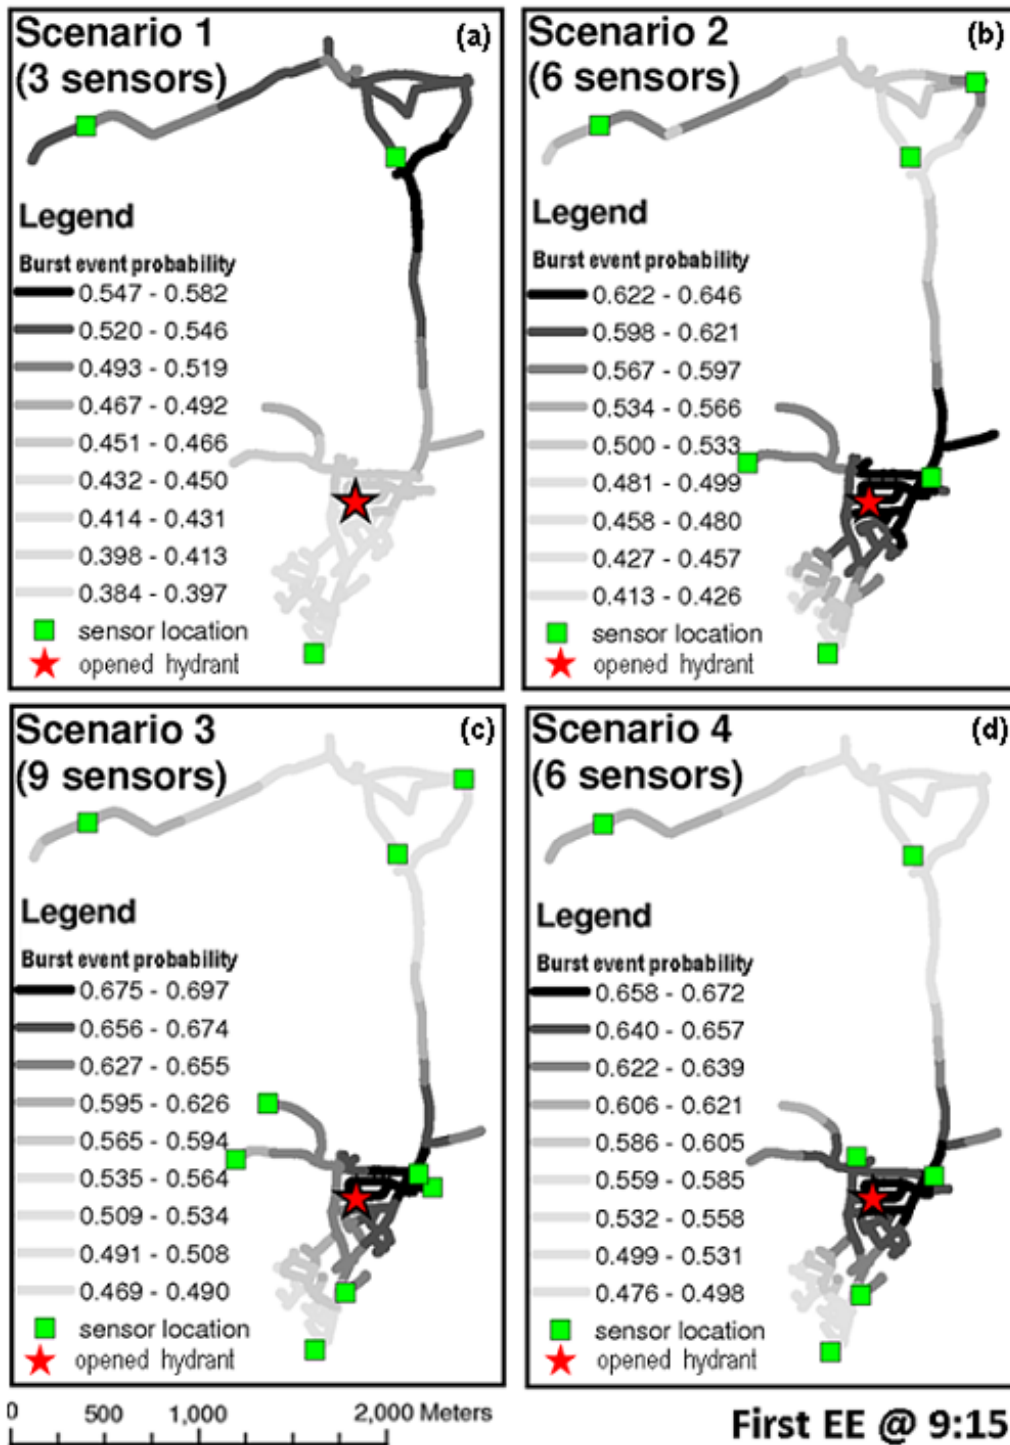 Scenario 1 (a)
(3 sensors)
Legend
Burst event probability
0.547 - 0.582
0.520 - 0.546
0.493 - 0.519
0.467 - 0.492
0.451 - 0.466
0.432 - 0.450
0.414 - 0.431
0.398 - 0.413
0.384 - 0.397
sensor location
opened hydrant
Scenario 2 (b)
(6 sensors)
Legend
Burst event probability
0.622 - 0.646
0.598 - 0.621
0.567 - 0.597
0.534 - 0.566
0.500 - 0.533
0.481 - 0.499
0.458 - 0.480
0.427 - 0.457
0.413 - 0.426
sensor location
opened hydrant
Scenario 3 (c)
(9 sensors)
Legend
Burst event probability
0.675 - 0.697
0.656 - 0.674
0.627 - 0.655
0.595 - 0.626
0.565 - 0.594
0.535 - 0.564
0.509 - 0.534
0.491 - 0.508
0.469 - 0.490
sensor location
opened hydrant
Scenario 4 (d)
(6 sensors)
Legend
Burst event probability
0.658 - 0.672
0.640 - 0.657
0.622 - 0.639
0.606 - 0.621
0.586 - 0.605
0.559 - 0.585
0.532 - 0.558
0.499 - 0.531
0.476 - 0.498
sensor location
opened hydrant
0 500 1,000 2,000 Meters
First EE @ 9:15